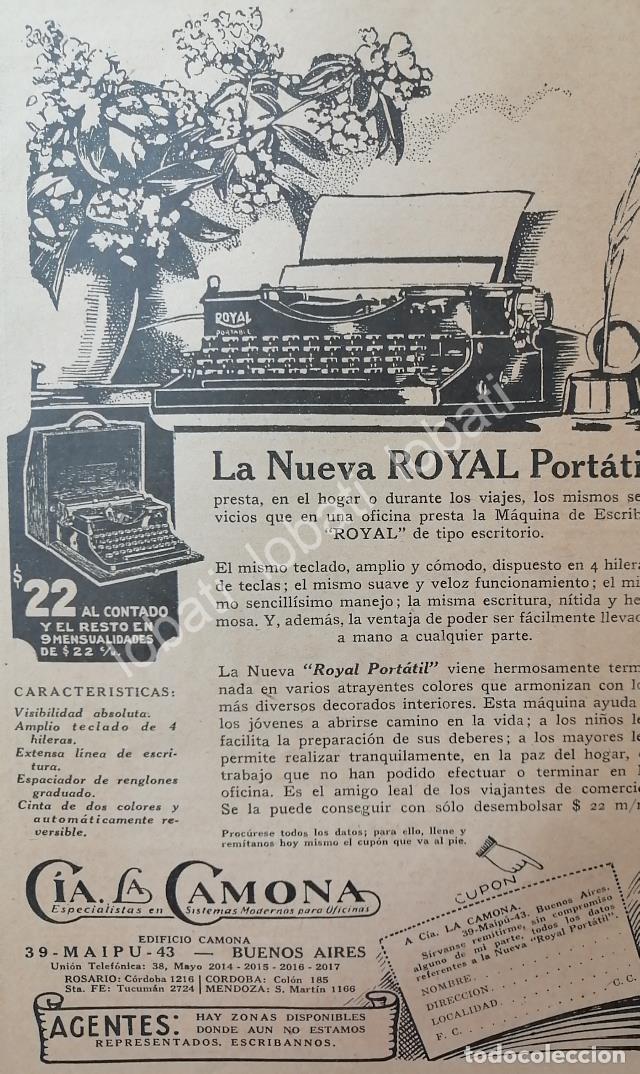 ROYAL
PORTABLE
La Nueva ROYAL Portáti
presta, en el hogar o durante los viajes, los mismos se
vicios que en una oficina presta la Máquina de Escrib
"ROYAL" de tipo escritorio.
El mismo teclado, amplio y cómodo, dispuesto en 4 hilera
de teclas; el mismo suave y veloz funcionamiento; el mi
mo sencillísimo manejo; la misma escritura, nítida y he
mosa. Y, además, la ventaja de poder ser fácilmente llevad
a mano a cualquier parte.
La Nueva "Royal Portátil" viene hermosamente term
nada en varios atrayentes colores que armonizan con lo
más diversos decorados interiores. Esta máquina ayuda
los jóvenes a abrirse camino en la vida; a los niños le
facilita la preparación de sus deberes; a los mayores le
permite realizar tranquilamente, en la paz del hogar, e
trabajo que no han podido efectuar o terminar en l
oficina. Es el amigo leal de los viajantes de comercio
Se la puede conseguir con sólo desembolsar $ 22 m/n
Procúrese todos los datos; para ello, llene y
remítanos hoy mismo el cupón que va al pie.
$22 AL CONTADO
Y EL RESTO EN
9 MENSUALIDADES
DE $ 22 c/u.
CARACTERISTICAS:
Visibilidad absoluta.
Amplio teclado de 4
hileras.
Extensa línea de escri-
tura.
Espaciador de renglones
graduado.
Cinta de dos colores y
automáticamente re-
versible.
CÍA. LA CAMONA
Especialistas en Sistemas Modernos para Oficinas
EDIFICIO CAMONA
39 - MAIPU - 43 — BUENOS AIRES
Unión Telefónica: 38, Mayo 2014 - 2015 - 2016 - 2017
ROSARIO: Córdoba 1216 | CORDOBA: Colón 185
Sta. FE: Tucumán 2724 | MENDOZA: S. Martín 1166
AGENTES: HAY ZONAS DISPONIBLES
DONDE AUN NO ESTAMOS
REPRESENTADOS. ESCRIBANNOS.
CUPON
A Cía. LA CAMONA.
39-Maipú-43. Buenos Aires.
Sírvanse remitirme, sin compromiso
alguno de mi parte, todos los datos
referentes a la Nueva "Royal Portátil".
NOMBRE
DIRECCION
LOCALIDAD
F. C. C. C.
lobati lobati lobati lobati
todocoleccion